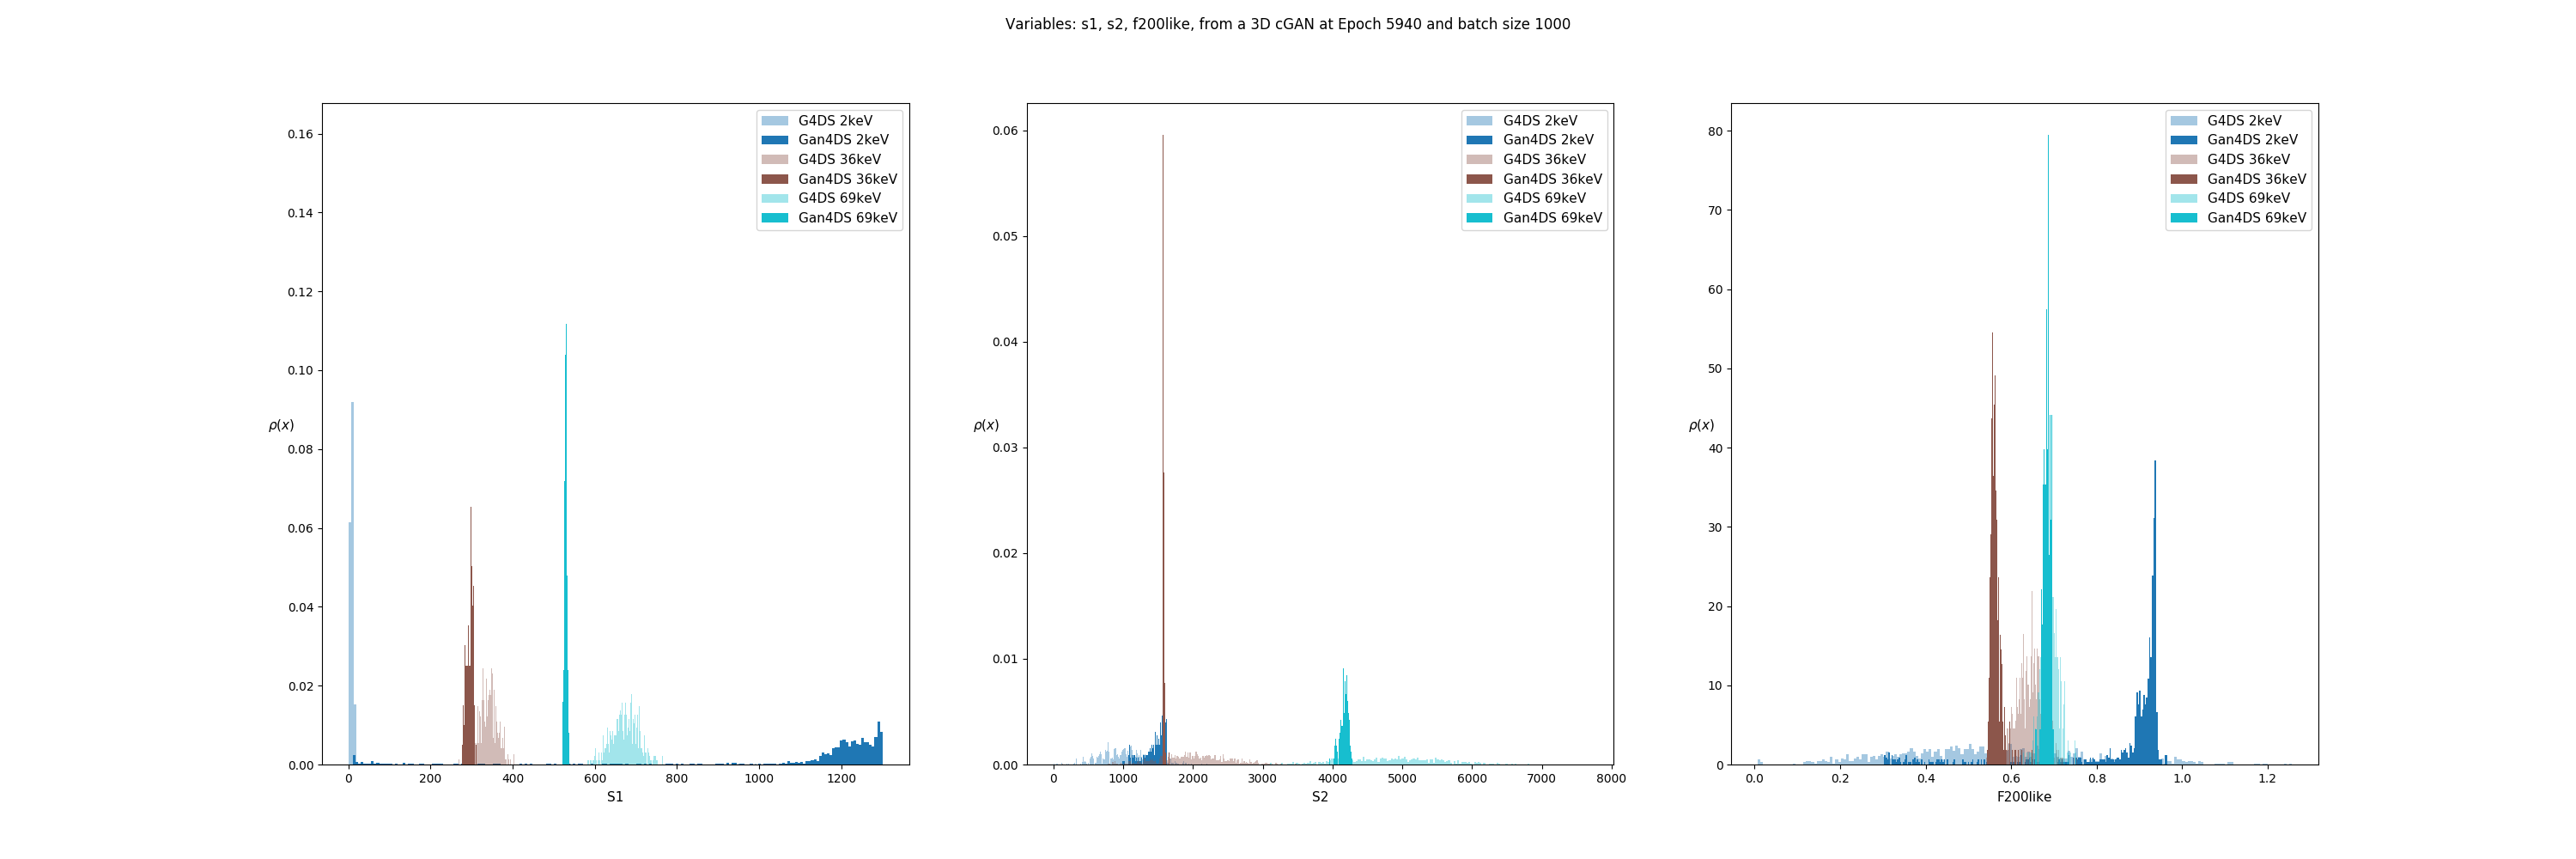 Variables: s1, s2, f200like, from a 3D cGAN at Epoch 5940 and batch size 1000
0.16
0.14
0.12
0.10
0.08
0.06
0.04
0.02
0.00
ρ(x)
G4DS 2keV
Gan4DS 2keV
G4DS 36keV
Gan4DS 36keV
G4DS 69keV
Gan4DS 69keV
0 200 400 600 800 1000 1200
S1
0.06
0.05
0.04
0.03
0.02
0.01
0.00
ρ(x)
G4DS 2keV
Gan4DS 2keV
G4DS 36keV
Gan4DS 36keV
G4DS 69keV
Gan4DS 69keV
0 1000 2000 3000 4000 5000 6000 7000 8000
S2
80
70
60
50
40
30
20
10
0
ρ(x)
G4DS 2keV
Gan4DS 2keV
G4DS 36keV
Gan4DS 36keV
G4DS 69keV
Gan4DS 69keV
0.0 0.2 0.4 0.6 0.8 1.0 1.2
F200like